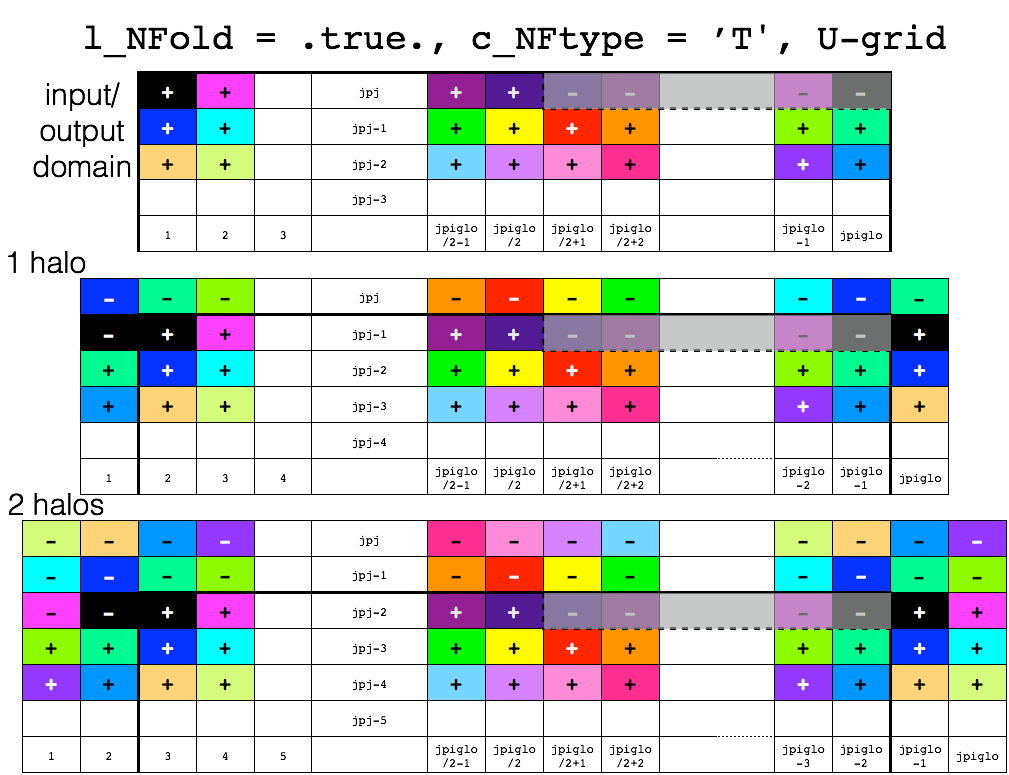 l_NFold = .true., c_NFtype = ’T', U-grid
input/
output
domain
+ + jpj + + − − − −
+ + jpj-1 + + + + + +
+ + jpj-2 + + + + + +
jpj-3
1 2 3 jpiglo /2-1 jpiglo /2 jpiglo /2+1 jpiglo /2+2 jpiglo -1 jpiglo
1 halo
− − − jpj − − − − − − −
− + + jpj-1 + + − − − − +
+ + + jpj-2 + + + + + + +
+ + + jpj-3 + + + + + + +
jpj-4
1 2 3 4 jpiglo /2-1 jpiglo /2 jpiglo /2+1 jpiglo /2+2 jpiglo -2 jpiglo -1 jpiglo
2 halos
− − − − jpj − − − − − − − −
− − − − jpj-1 − − − − − − − −
− − + + jpj-2 + + − − − − + +
+ + + + jpj-3 + + + + + + + +
+ + + + jpj-4 + + + + + + + +
jpj-5
1 2 3 4 5 jpiglo /2-1 jpiglo /2 jpiglo /2+1 jpiglo /2+2 jpiglo -3 jpiglo -2 jpiglo -1 jpiglo